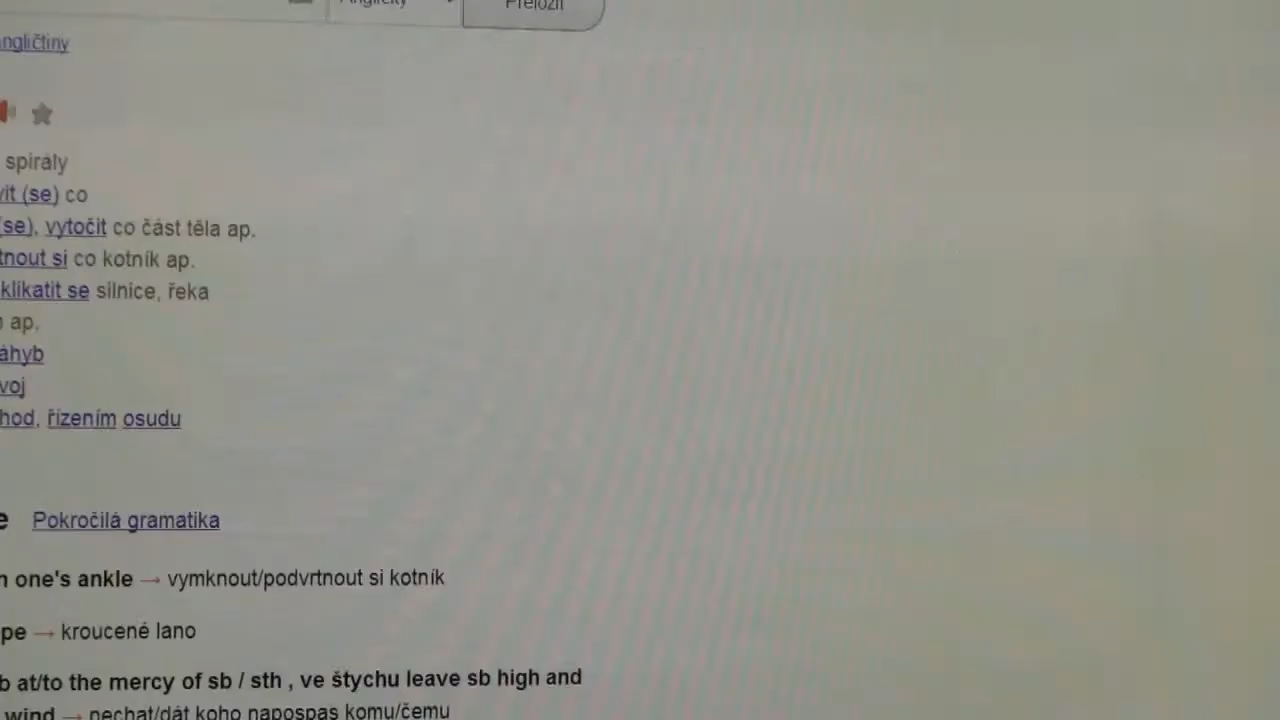 Anglicky Přeložit
angličtiny
spirály
vit (se) co
(se), vytočit co část těla ap.
tnout si co kotník ap.
klikatit se silnice, řeka
ap.
áhyb
voj
hod, řízením osudu
e Pokročilá gramatika
n one's ankle → vymknout/podvrtnout si kotník
pe → kroucené lano
b at/to the mercy of sb / sth , ve štychu leave sb high and
wind → nechat/dát koho napospas komu/čemu